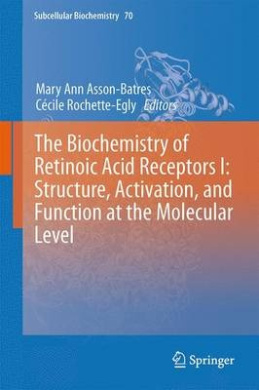 Subcellular Biochemistry 70
Mary Ann Asson-Batres
Cécile Rochette-Egly Editors
The Biochemistry of
Retinoic Acid Receptors I:
Structure, Activation, and
Function at the Molecular
Level
Springer